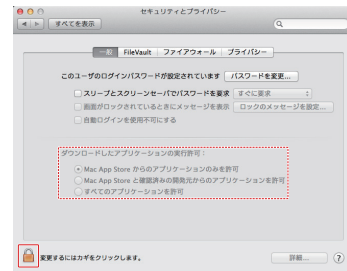 セキュリティとプライバシー
すべてを表示
一般 FileVault ファイアウォール プライバシー
このユーザのログインパスワードが設定されています パスワードを変更...
スリープとスクリーンセーバでパスワードを要求 すぐに要求
画面がロックされているときにメッセージを表示 ロックのメッセージを設定...
自動ログインを使用不可にする
ダウンロードしたアプリケーションの実行許可：
Mac App Store からのアプリケーションのみを許可
Mac App Store と確認済みの開発元からのアプリケーションを許可
すべてのアプリケーションを許可
変更するにはカギをクリックします。 詳細... ?